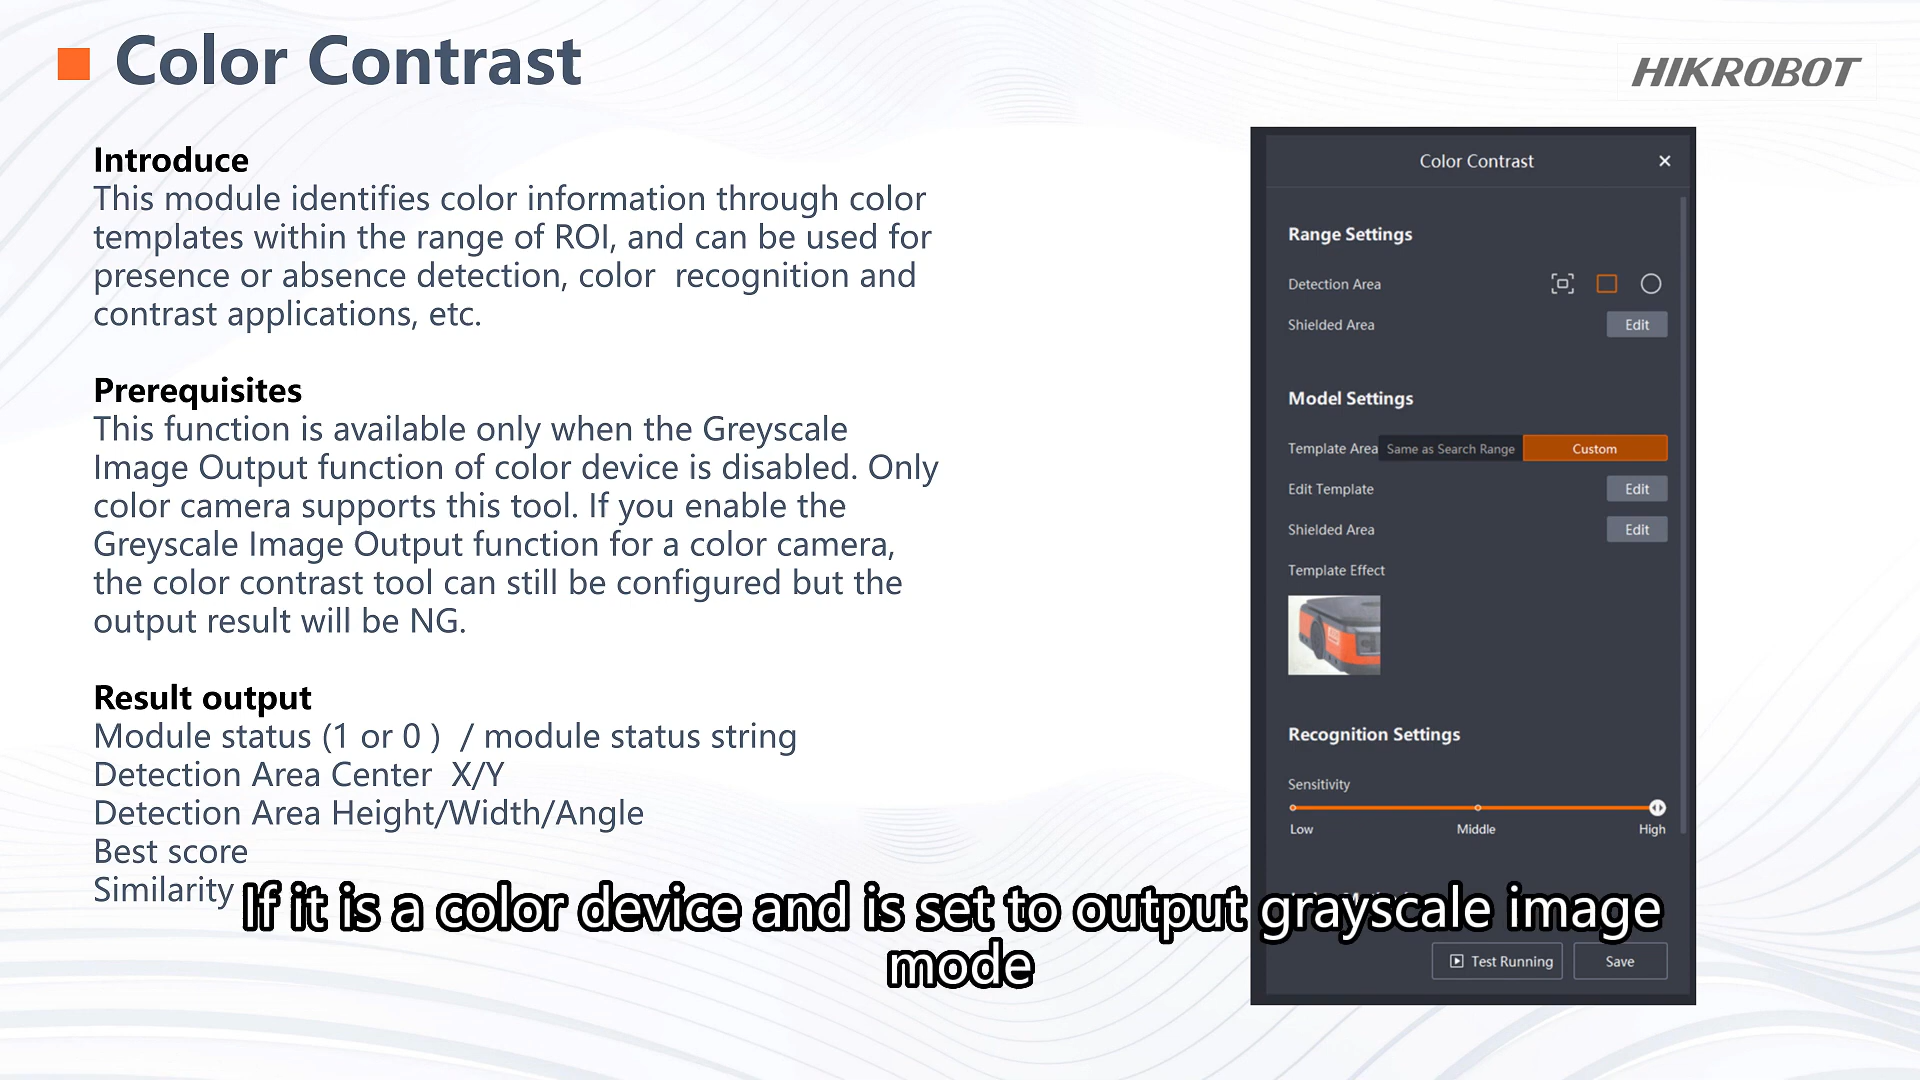 Color Contrast
HIKROBOT
Introduce
This module identifies color information through color
templates within the range of ROI, and can be used for
presence or absence detection, color  recognition and
contrast applications, etc.
Prerequisites
This function is available only when the Greyscale
Image Output function of color device is disabled. Only
color camera supports this tool. If you enable the
Greyscale Image Output function for a color camera,
the color contrast tool can still be configured but the
output result will be NG.
Result output
Module status (1 or 0 )  / module status string
Detection Area Center  X/Y
Detection Area Height/Width/Angle
Best score
Similarity
Color Contrast
Range Settings
Detection Area
Shielded Area Edit
Model Settings
Template Area Same as Search Range Custom
Edit Template Edit
Shielded Area Edit
Template Effect
Recognition Settings
Sensitivity
Low Middle High
Test Running Save
If it is a color device and is set to output grayscale image
mode